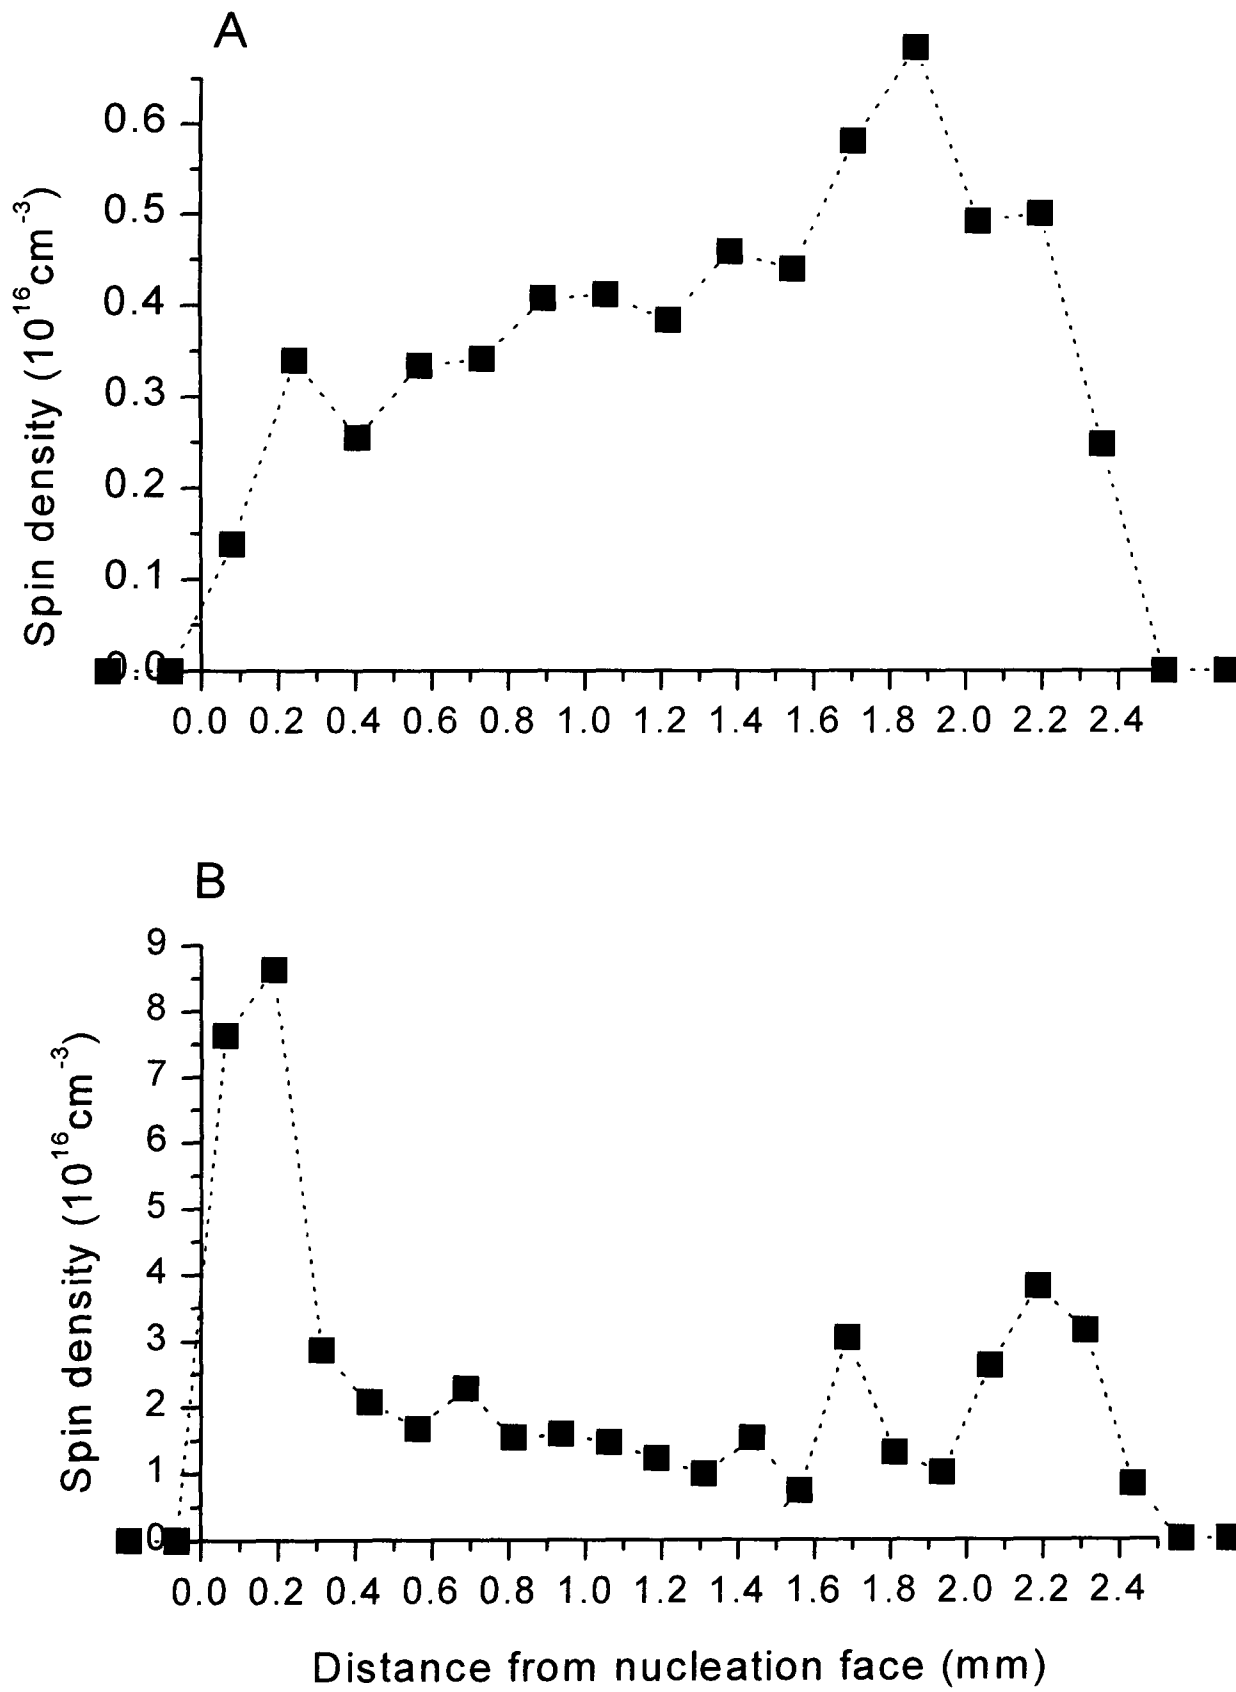 A
Spin density (10¹⁶cm⁻³)
0.6
0.5
0.4
0.3
0.2
0.1
0.0
0.0 0.2 0.4 0.6 0.8 1.0 1.2 1.4 1.6 1.8 2.0 2.2 2.4
B
Spin density (10¹⁶cm⁻³)
9
8
7
6
5
4
3
2
1
0
0.0 0.2 0.4 0.6 0.8 1.0 1.2 1.4 1.6 1.8 2.0 2.2 2.4
Distance from nucleation face (mm)